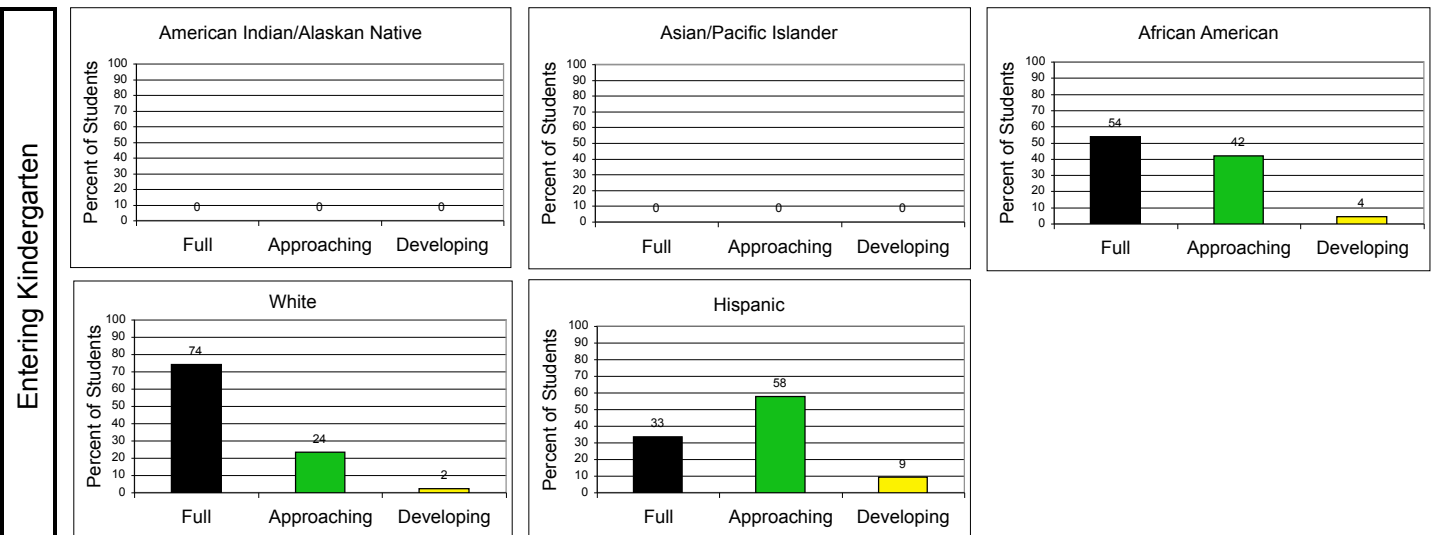 Entering Kindergarten
American Indian/Alaskan Native
Percent of Students
100
90
80
70
60
50
40
30
20
10
0
0 0 0
Full Approaching Developing
Asian/Pacific Islander
Percent of Students
100
90
80
70
60
50
40
30
20
10
0
0 0 0
Full Approaching Developing
African American
Percent of Students
100
90
80
70
60
50
40
30
20
10
0
54 42 4
Full Approaching Developing
White
Percent of Students
100
90
80
70
60
50
40
30
20
10
0
74 24 2
Full Approaching Developing
Hispanic
Percent of Students
100
90
80
70
60
50
40
30
20
10
0
33 58 9
Full Approaching Developing